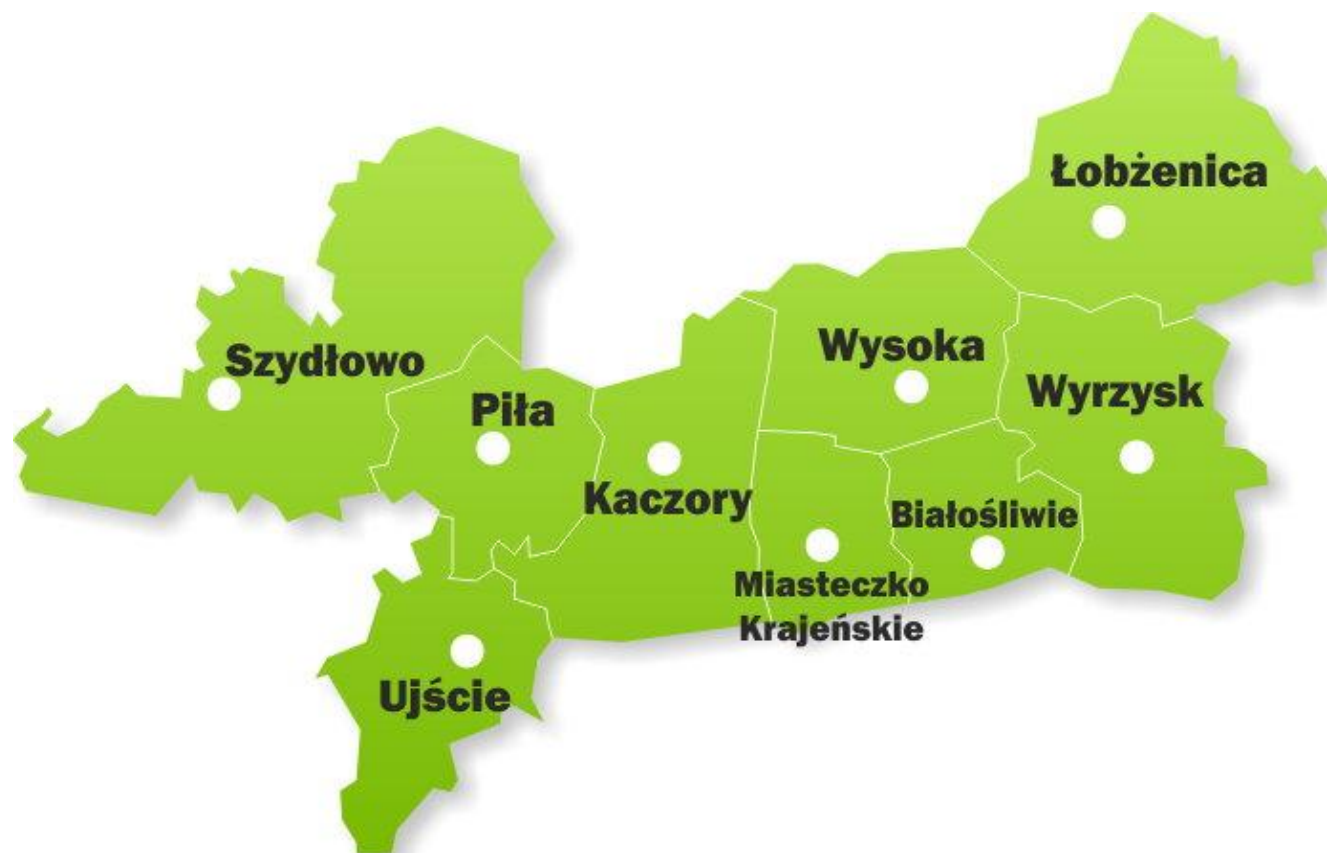 Łobżenica
Szydłowo
Wysoka
Wyrzysk
Piła
Kaczory
Białośliwie
Miasteczko
Krajeńskie
Ujście